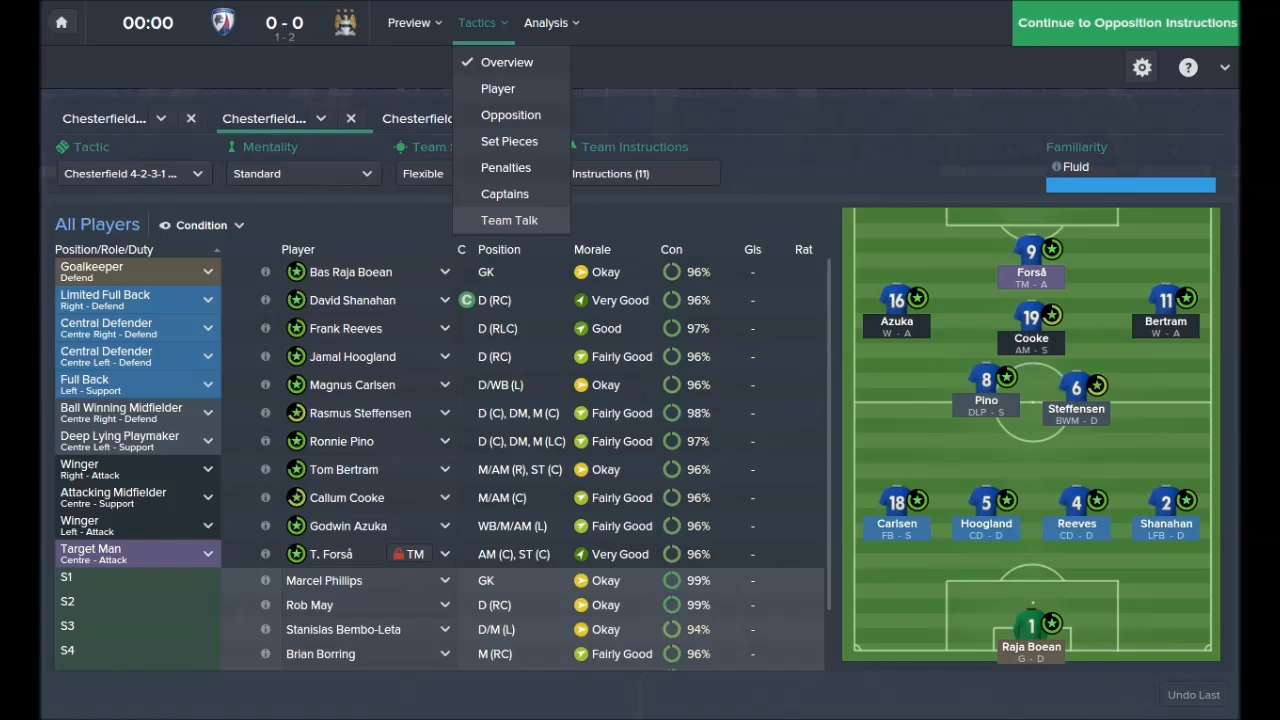 00:00
0 - 0
1 - 2
Preview
Tactics
Analysis
Continue to Opposition Instructions
Overview
Player
Opposition
Set Pieces
Penalties
Captains
Team Talk
?
Chesterfield...
Chesterfield...
Chesterfield
Tactic
Mentality
Team S
Team Instructions
Familiarity
Chesterfield 4-2-3-1 ...
Standard
Flexible
Instructions (11)
Fluid
All Players
Condition
Position/Role/Duty Player C Position Morale Con Gls Rat
Goalkeeper
Defend
Bas Raja Boean GK Okay 96% -
Limited Full Back
Right - Defend
David Shanahan C D (RC) Very Good 96% -
Central Defender
Centre Right - Defend
Frank Reeves D (RLC) Good 97% -
Central Defender
Centre Left - Defend
Jamal Hoogland D (RC) Fairly Good 96% -
Full Back
Left - Support
Magnus Carlsen D/WB (L) Okay 96% -
Ball Winning Midfielder
Centre Right - Defend
Rasmus Steffensen D (C), DM, M (C) Fairly Good 98% -
Deep Lying Playmaker
Centre Left - Support
Ronnie Pino D (C), DM, M (LC) Fairly Good 97% -
Winger
Right - Attack
Tom Bertram M/AM (R), ST (C) Okay 96% -
Attacking Midfielder
Centre - Support
Callum Cooke M/AM (C) Fairly Good 96% -
Winger
Left - Attack
Godwin Azuka WB/M/AM (L) Fairly Good 96% -
Target Man
Centre - Attack
T. Forså TM AM (C), ST (C) Very Good 96% -
S1 Marcel Phillips GK Okay 99% -
S2 Rob May D (RC) Okay 99% -
S3 Stanislas Bembo-Leta D/M (L) Okay 94% -
S4 Brian Borring M (RC) Fairly Good 96% -
9
Forså
TM - A
16
Azuka
W - A
19
Cooke
AM - S
11
Bertram
W - A
8
Pino
DLP - S
6
Steffensen
BWM - D
18
Carlsen
FB - S
5
Hoogland
CD - D
4
Reeves
CD - D
2
Shanahan
LFB - D
1
Raja Boean
G - D
Undo Last